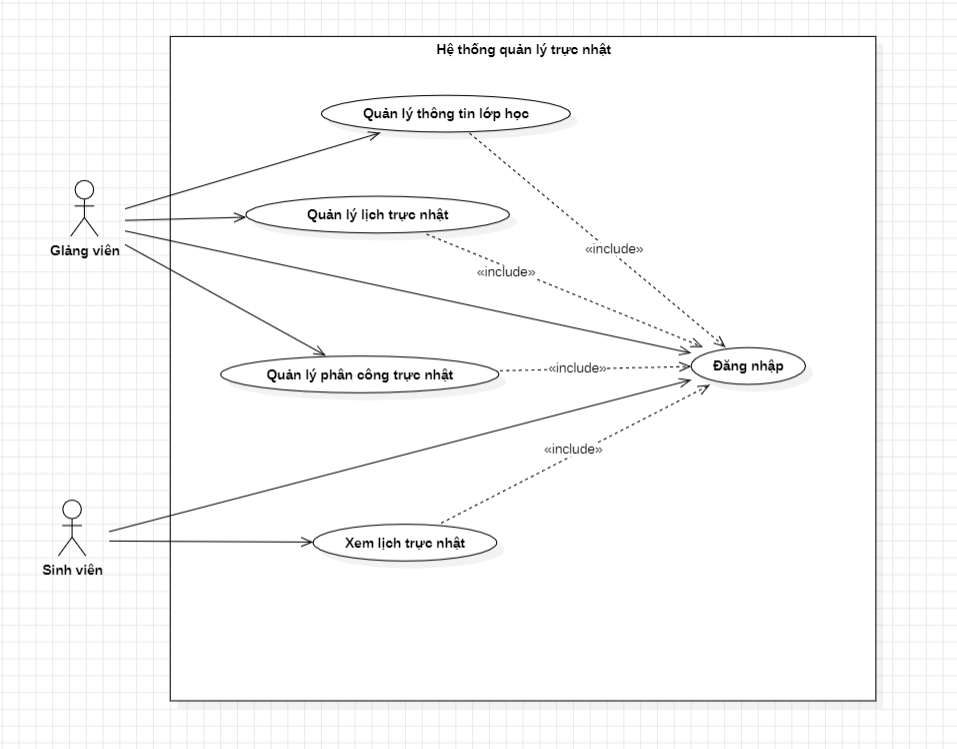 Hệ thống quản lý trực nhật
Quản lý thông tin lớp học
Quản lý lịch trực nhật
Giảng viên
«include»
«include»
Đăng nhập
«include»
Quản lý phân công trực nhật
«include»
Xem lịch trực nhật
Sinh viên